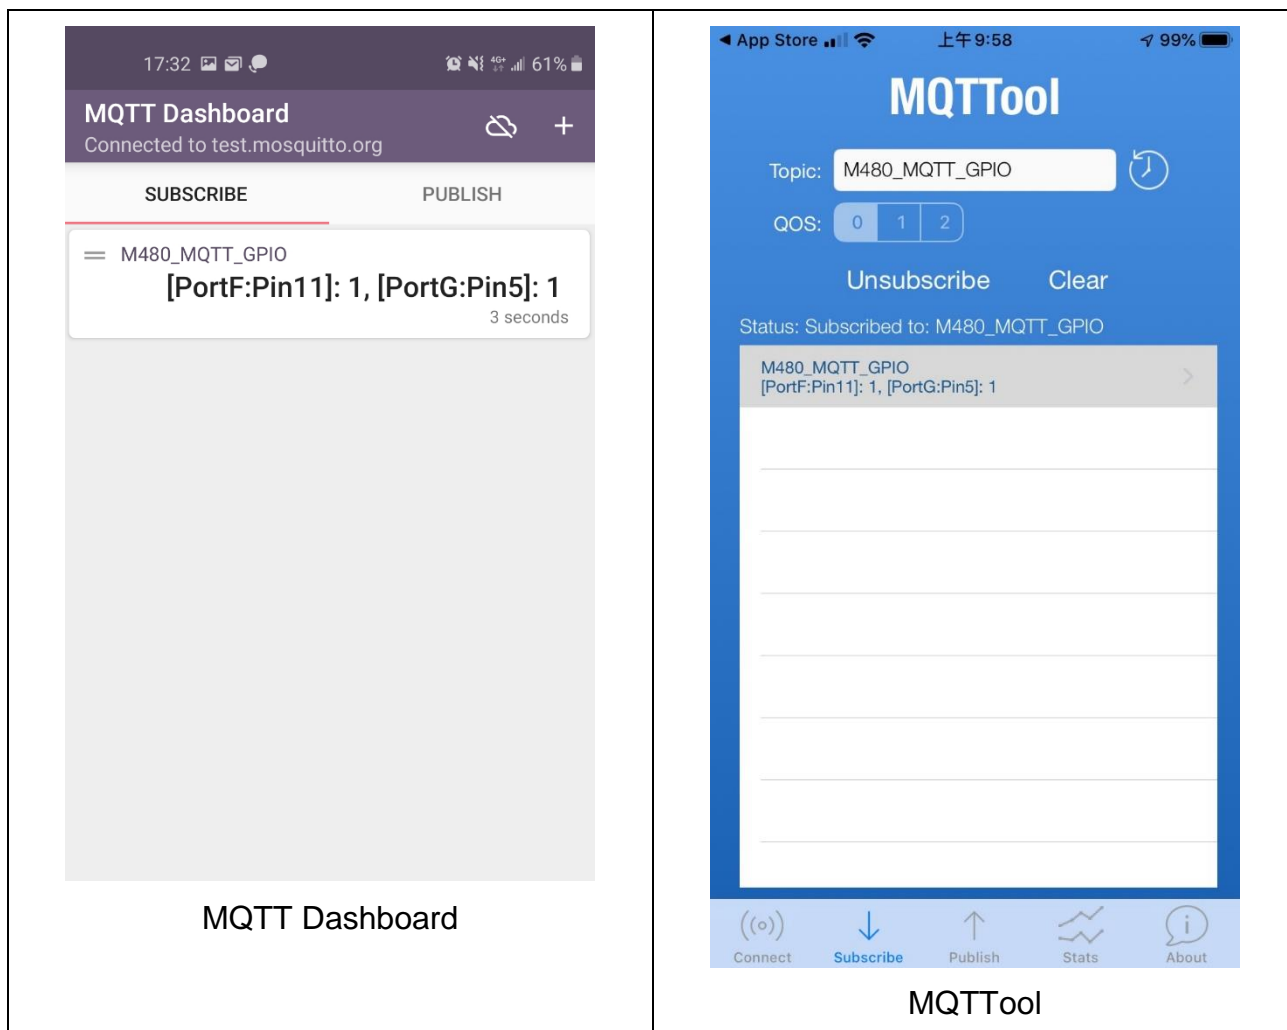 17:32
61%
MQTT Dashboard
Connected to test.mosquitto.org
SUBSCRIBE PUBLISH
M480_MQTT_GPIO
[PortF:Pin11]: 1, [PortG:Pin5]: 1
3 seconds
MQTT Dashboard
App Store 上午9:58 99%
MQTTool
Topic: M480_MQTT_GPIO
QOS: 0 1 2
Unsubscribe Clear
Status: Subscribed to: M480_MQTT_GPIO
M480_MQTT_GPIO
[PortF:Pin11]: 1, [PortG:Pin5]: 1
Connect Subscribe Publish Stats About
MQTTool